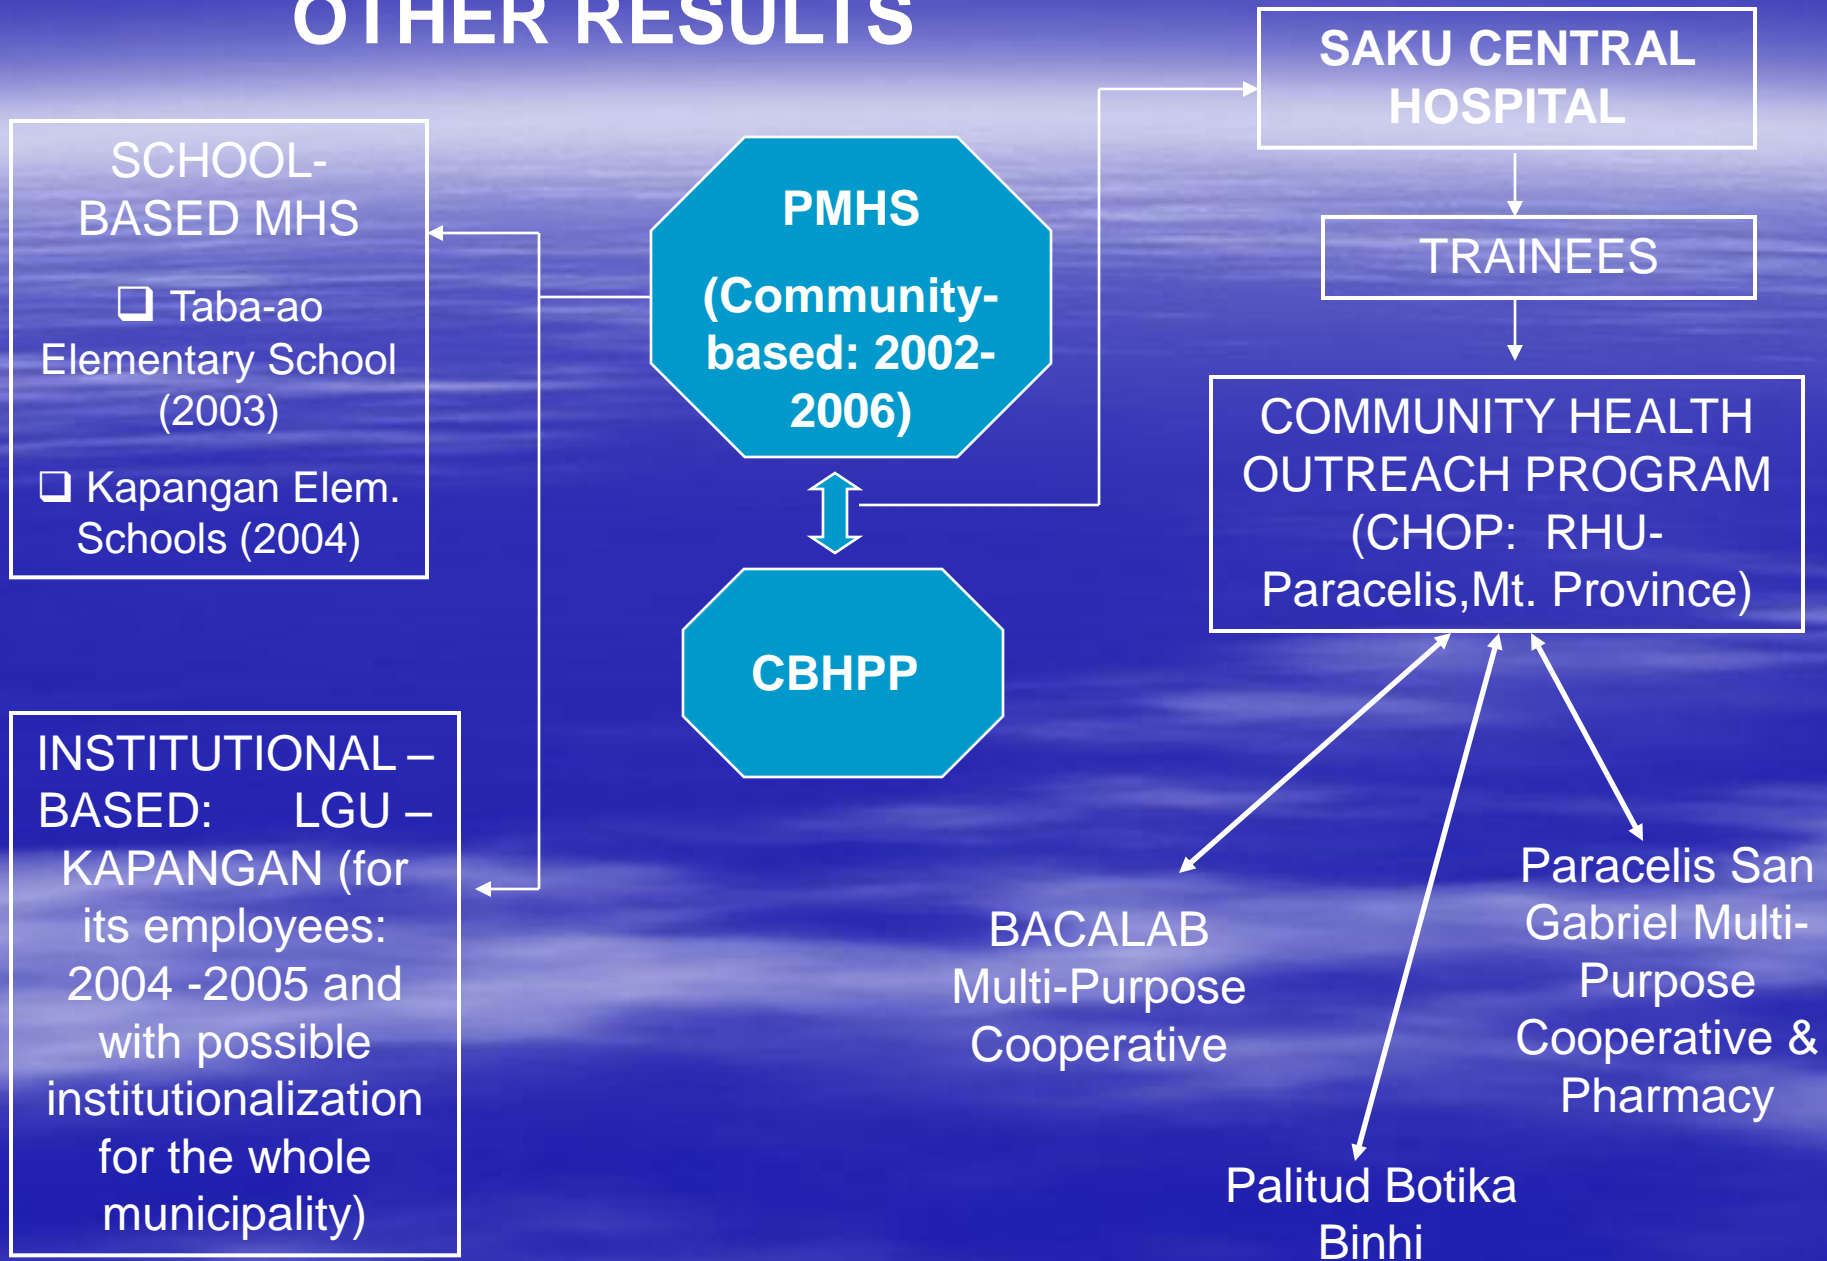 OTHER RESULTS
SCHOOL-
BASED MHS
❑ Taba-ao
Elementary School
(2003)
❑ Kapangan Elem.
Schools (2004)
INSTITUTIONAL –
BASED: LGU –
KAPANGAN (for
its employees:
2004 -2005 and
with possible
institutionalization
for the whole
municipality)
PMHS
(Community-
based: 2002-
2006)
CBHPP
SAKU CENTRAL
HOSPITAL
TRAINEES
COMMUNITY HEALTH
OUTREACH PROGRAM
(CHOP: RHU-
Paracelis,Mt. Province)
BACALAB
Multi-Purpose
Cooperative
Palitud Botika
Binhi
Paracelis San
Gabriel Multi-
Purpose
Cooperative &
Pharmacy